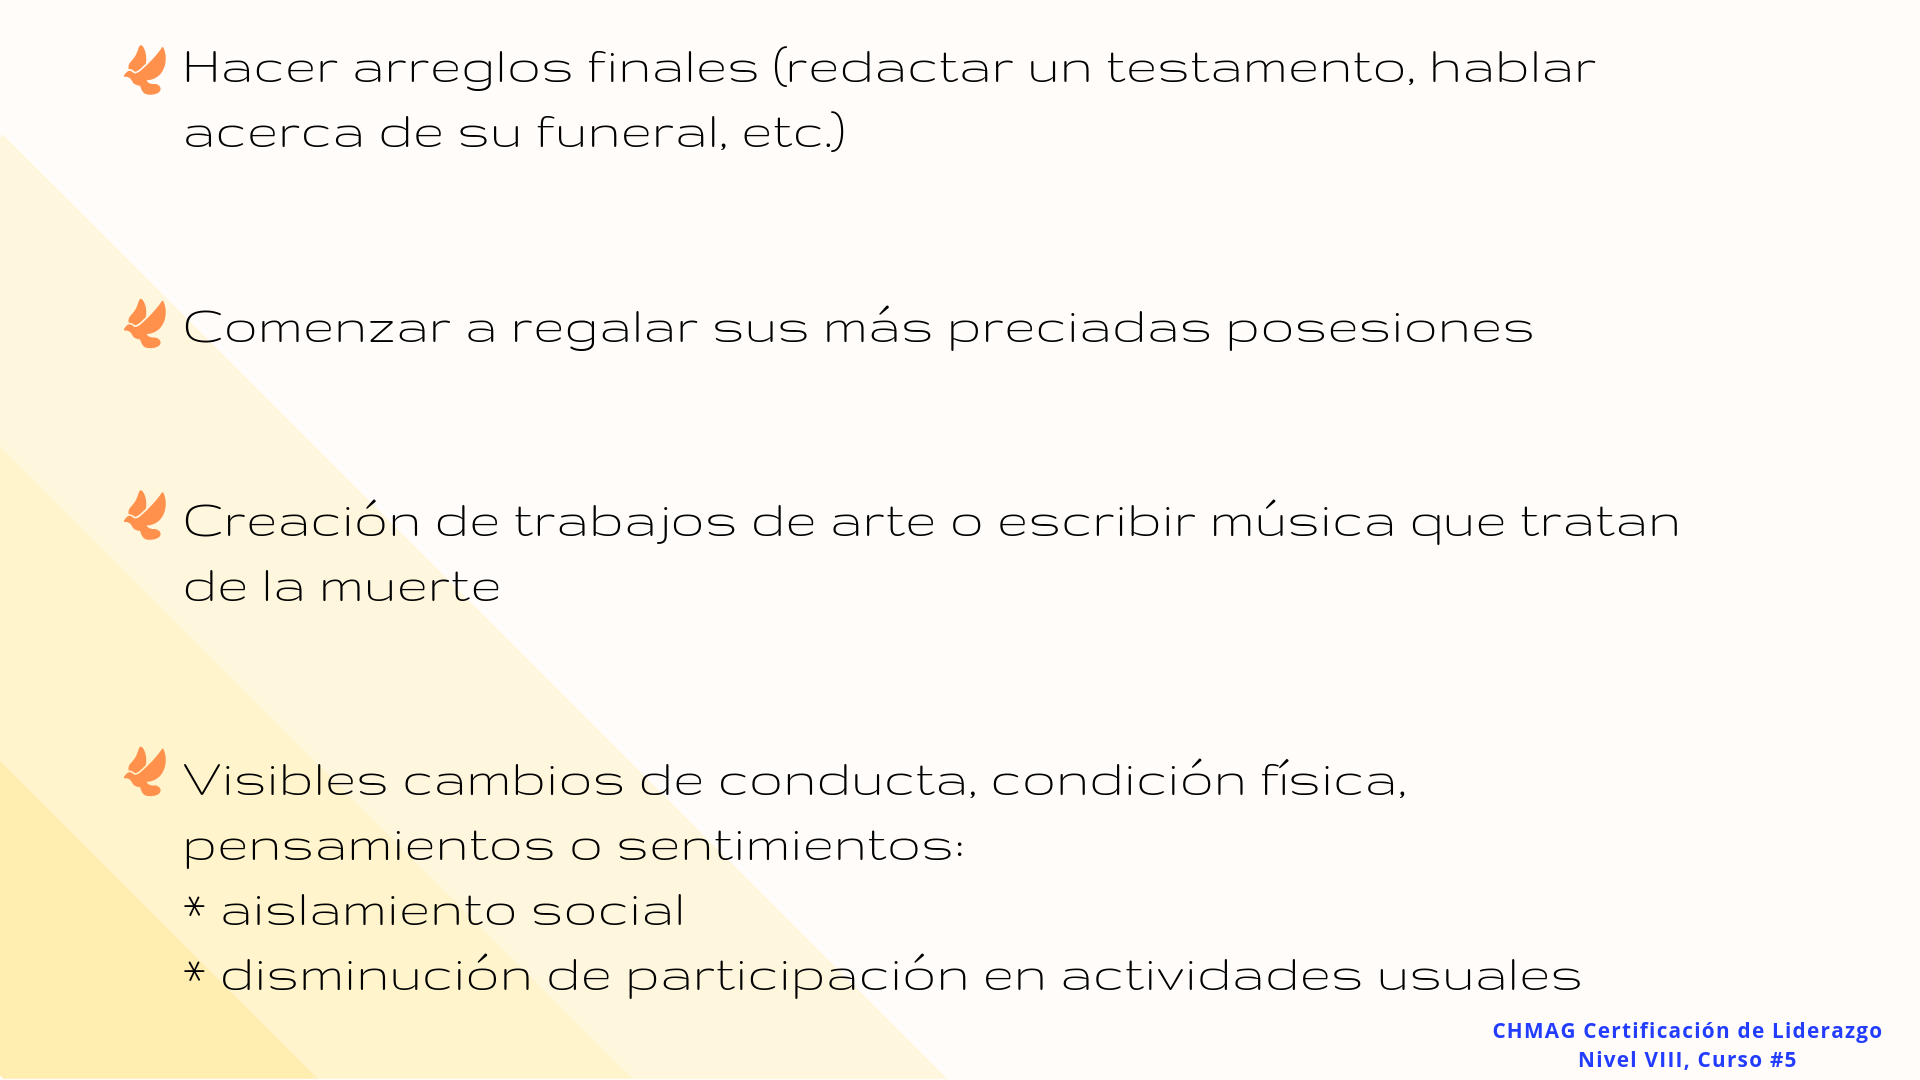 Hacer arreglos finales (redactar un testamento, hablar
acerca de su funeral, etc.)
Comenzar a regalar sus más preciadas posesiones
Creación de trabajos de arte o escribir música que tratan
de la muerte
Visibles cambios de conducta, condición física,
pensamientos o sentimientos:
* aislamiento social
* disminución de participación en actividades usuales
CHMAG Certificación de Liderazgo
Nivel VIII, Curso #5